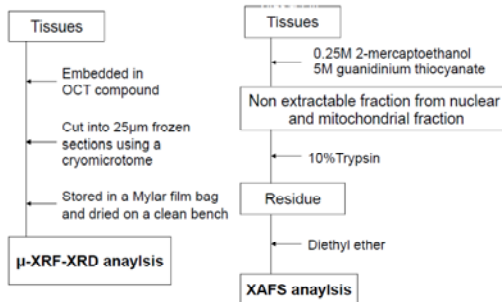 Tissues
Embedded in
OCT compound
Cut into 25μm frozen
sections using a
cryomicrotome
Stored in a Mylar film bag
and dried on a clean bench
μ-XRF-XRD anaylsis
Tissues
0.25M 2-mercaptoethanol
5M guanidinium thiocyanate
Non extractable fraction from nuclear
and mitochondrial fraction
10%Trypsin
Residue
Diethyl ether
XAFS anaylsis